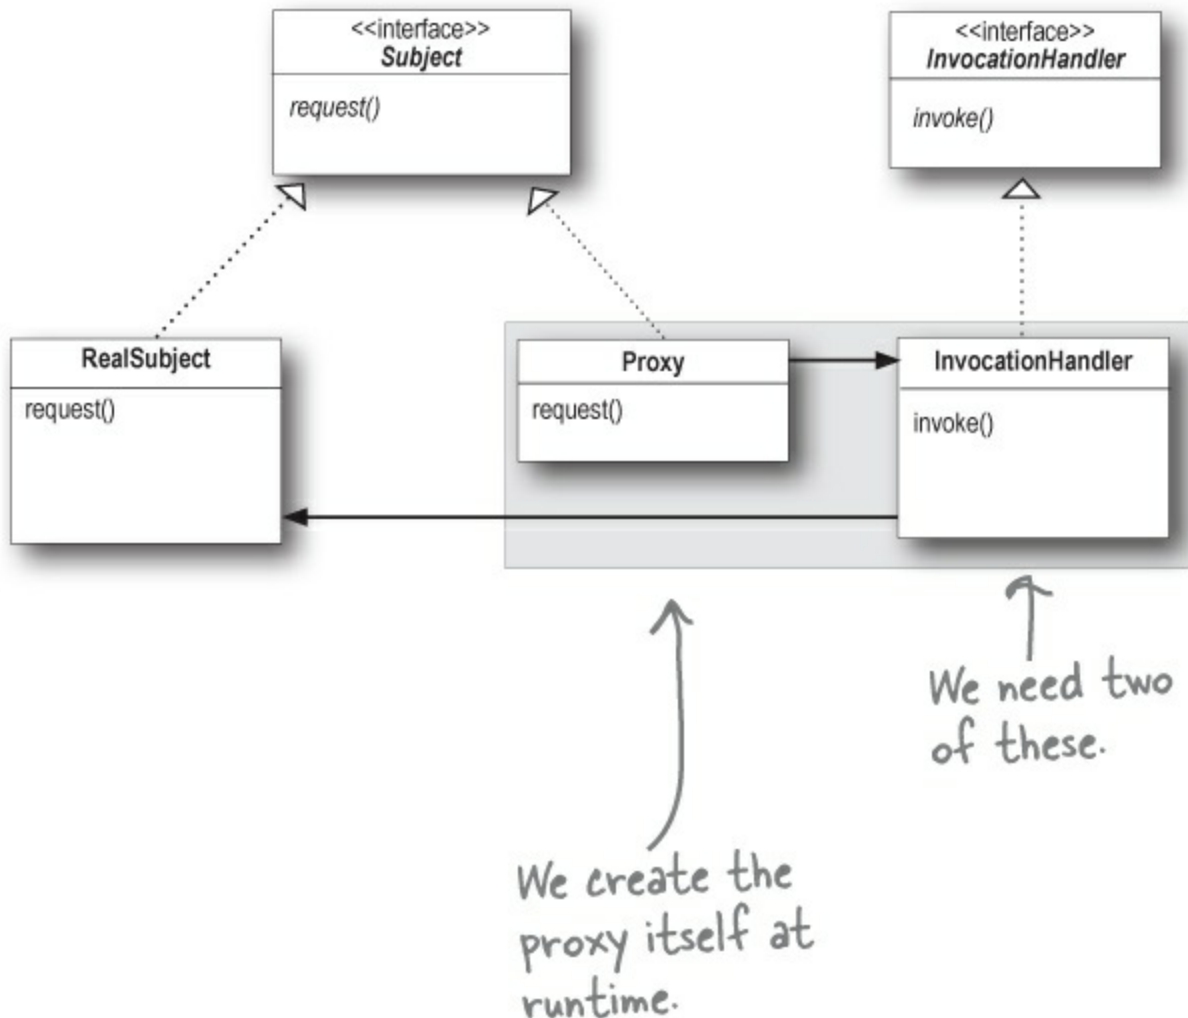 <<interface>>
Subject
request()
<<interface>>
InvocationHandler
invoke()
RealSubject
request()
Proxy
request()
InvocationHandler
invoke()
We need two
of these.
We create the
proxy itself at
runtime.